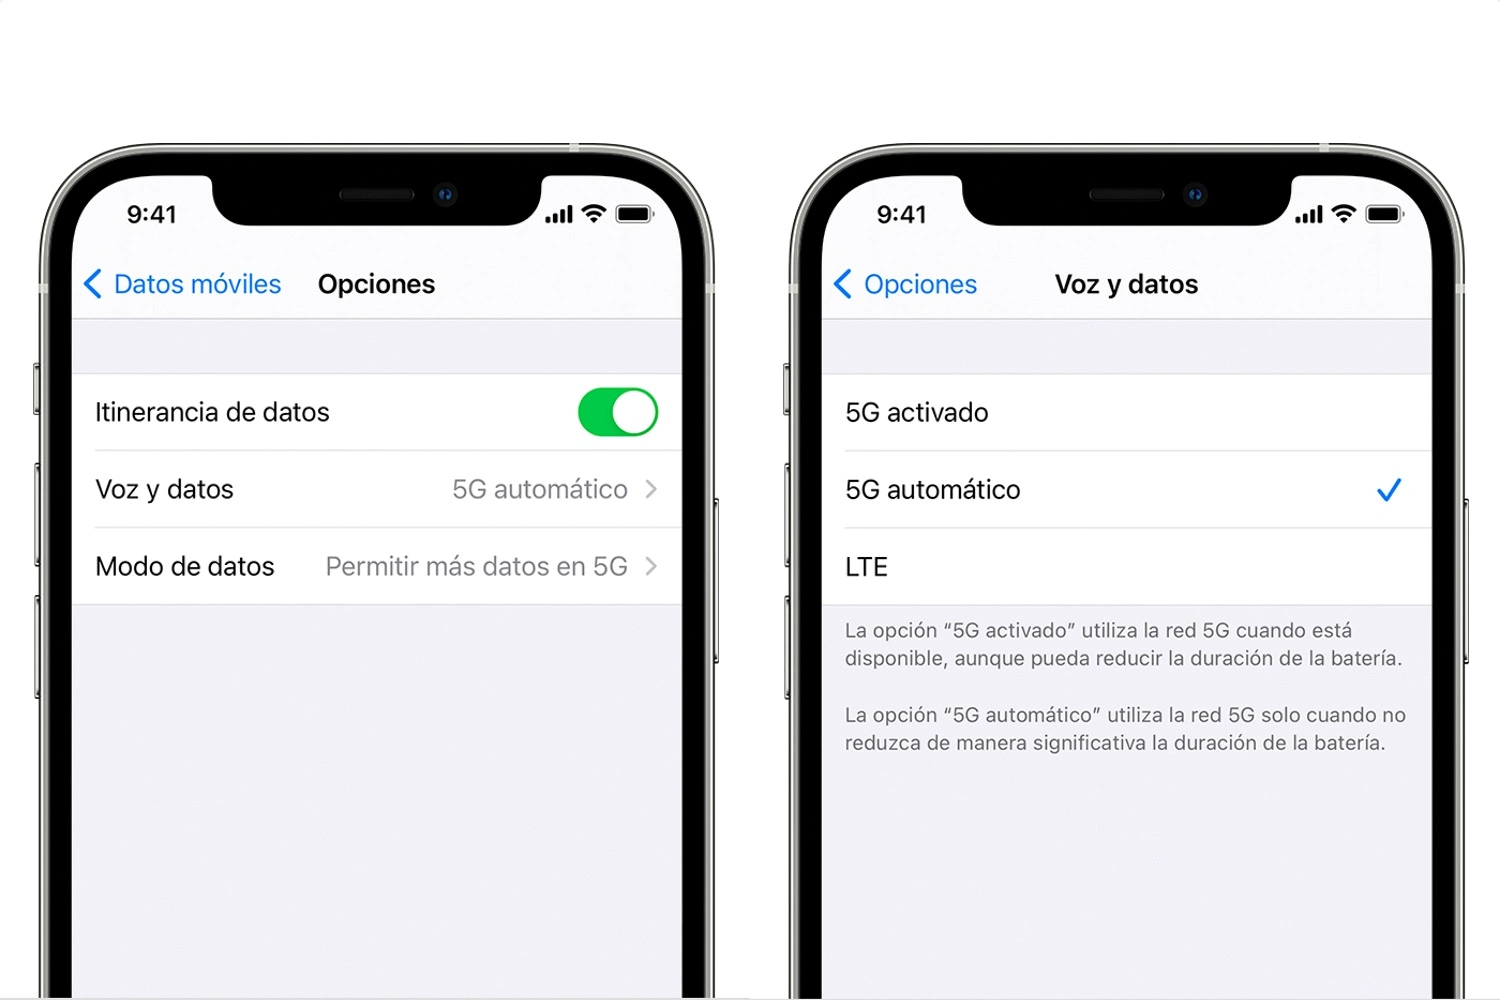 9:41
Datos móviles
Opciones
Itinerancia de datos
Voz y datos 5G automático
Modo de datos Permitir más datos en 5G
9:41
Opciones
Voz y datos
5G activado
5G automático
LTE
La opción “5G activado” utiliza la red 5G cuando está
disponible, aunque pueda reducir la duración de la batería.
La opción “5G automático” utiliza la red 5G solo cuando no
reduzca de manera significativa la duración de la batería.